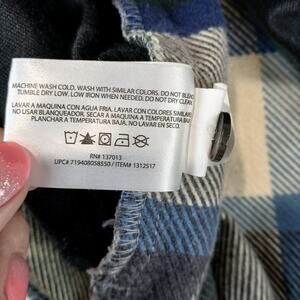 MACHINE WASH COLD. WASH WITH SIMILAR COLORS. DO NOT BLEACH.
TUMBLE DRY LOW. LOW IRON WHEN NEEDED. DO NOT DRY CLEAN.
LAVAR A MAQUINA CON AGUA FRIA. LAVAR CON COLORES SIMILARES.
NO USAR BLANQUEADOR. SECAR A MAQUINA A TEMPERATURA BAJA.
PLANCHAR A TEMPERATURA BAJA. NO LAVAR EN SECO.
RN# 137013
UPC# 719408058550 / ITEM# 1312517